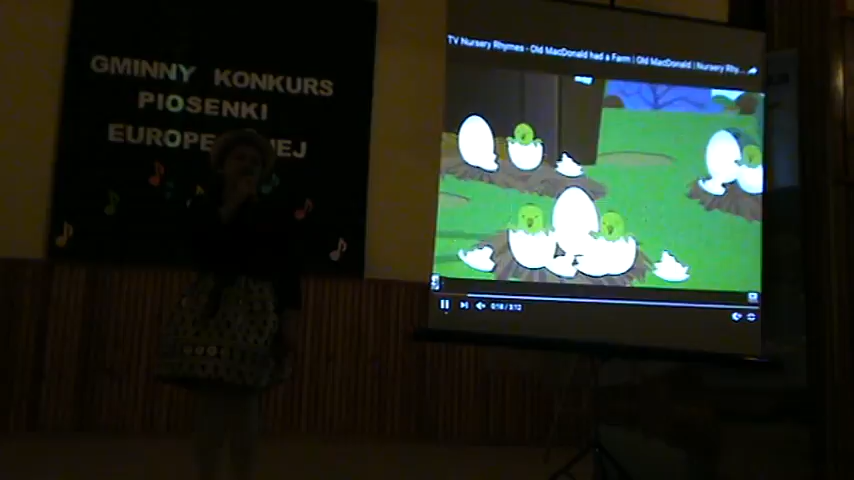 GMINNY KONKURS
PIOSENKI
TV Nursery Rhymes - Old MacDonald had a Farm | Old MacDonald | Nursery Rhy...